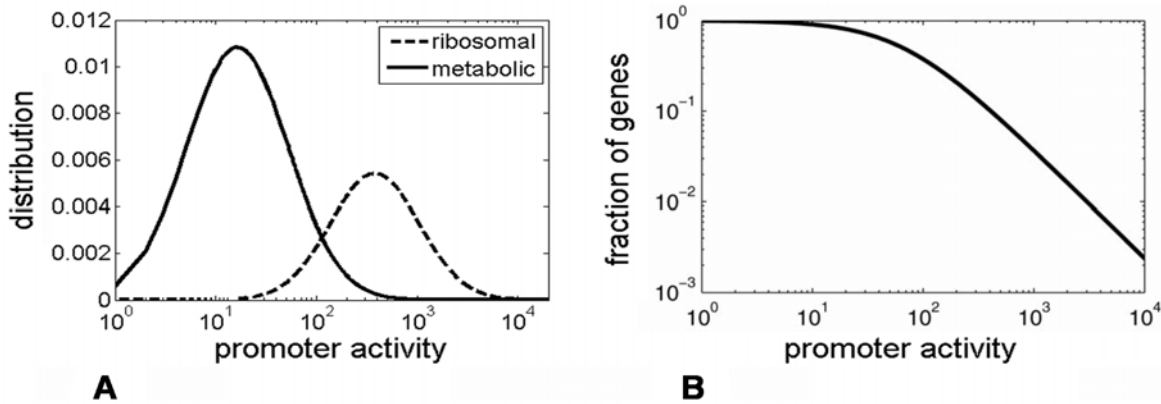 distribution
0.012
0.01
0.008
0.006
0.004
0.002
0
ribosomal
metabolic
10^0 10^1 10^2 10^3 10^4
promoter activity
A
fraction of genes
10^0
10^-1
10^-2
10^-3
10^0 10^1 10^2 10^3 10^4
promoter activity
B